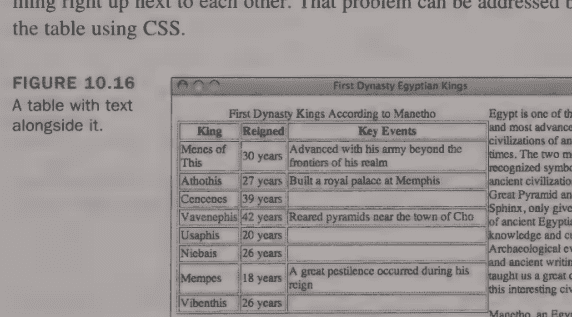 ning right up next to each other. That problem can be addressed b
the table using CSS.
FIGURE 10.16
A table with text
alongside it.
First Dynasty Egyptian Kings
First Dynasty Kings According to Manetho
King Reigned Key Events
Menes of This 30 years Advanced with his army beyond the frontiers of his realm
Athothis 27 years Built a royal palace at Memphis
Cenecnes 39 years
Vavenephis 42 years Reared pyramids near the town of Cho
Usaphis 20 years
Niebais 26 years
Mempes 18 years A great pestilence occurred during his reign
Vibenthis 26 years
Egypt is one of th
and most advance
civilizations of an
times. The two m
recognized symbo
ancient civilizatio
Great Pyramid an
Sphinx, only give
of ancient Egypti
knowledge and c
Archaeological ev
and ancient writin
taught us a great
this interesting civ
Manetho, an Egy